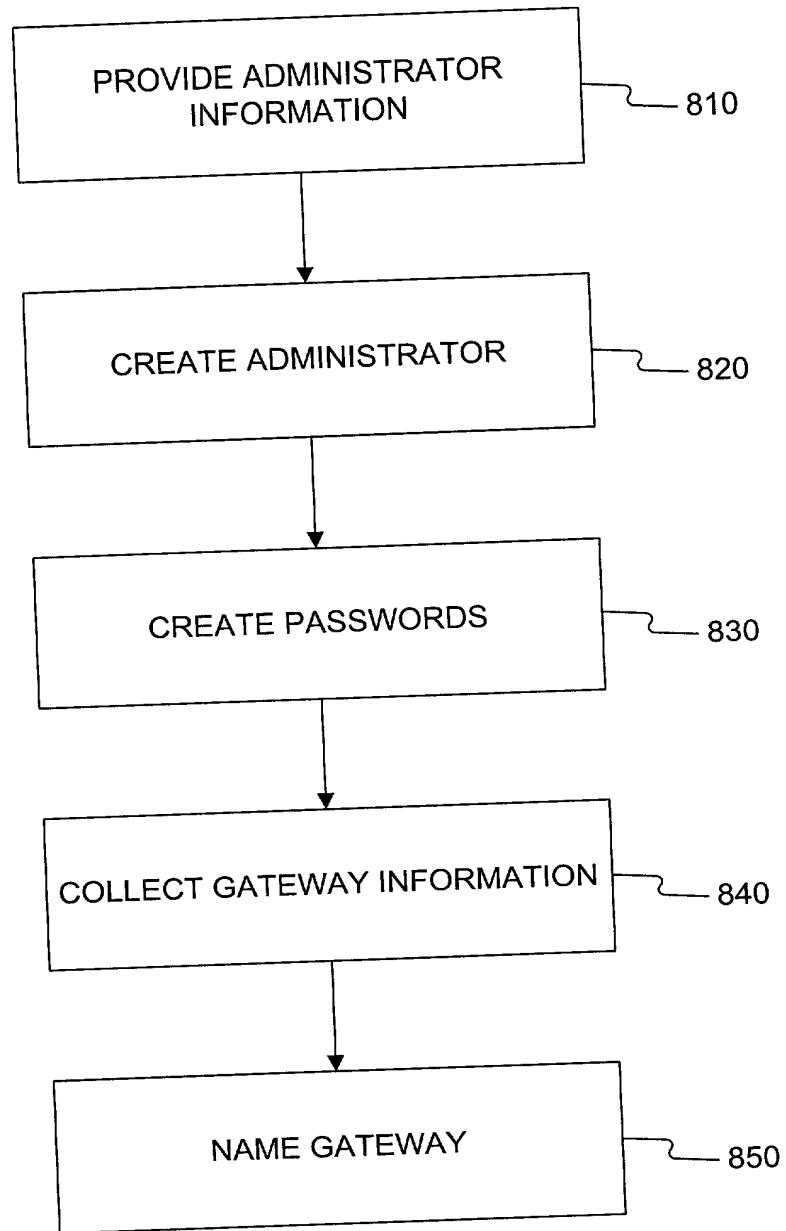 PROVIDE ADMINISTRATOR
INFORMATION
810
CREATE ADMINISTRATOR
820
CREATE PASSWORDS
830
COLLECT GATEWAY INFORMATION
840
NAME GATEWAY
850